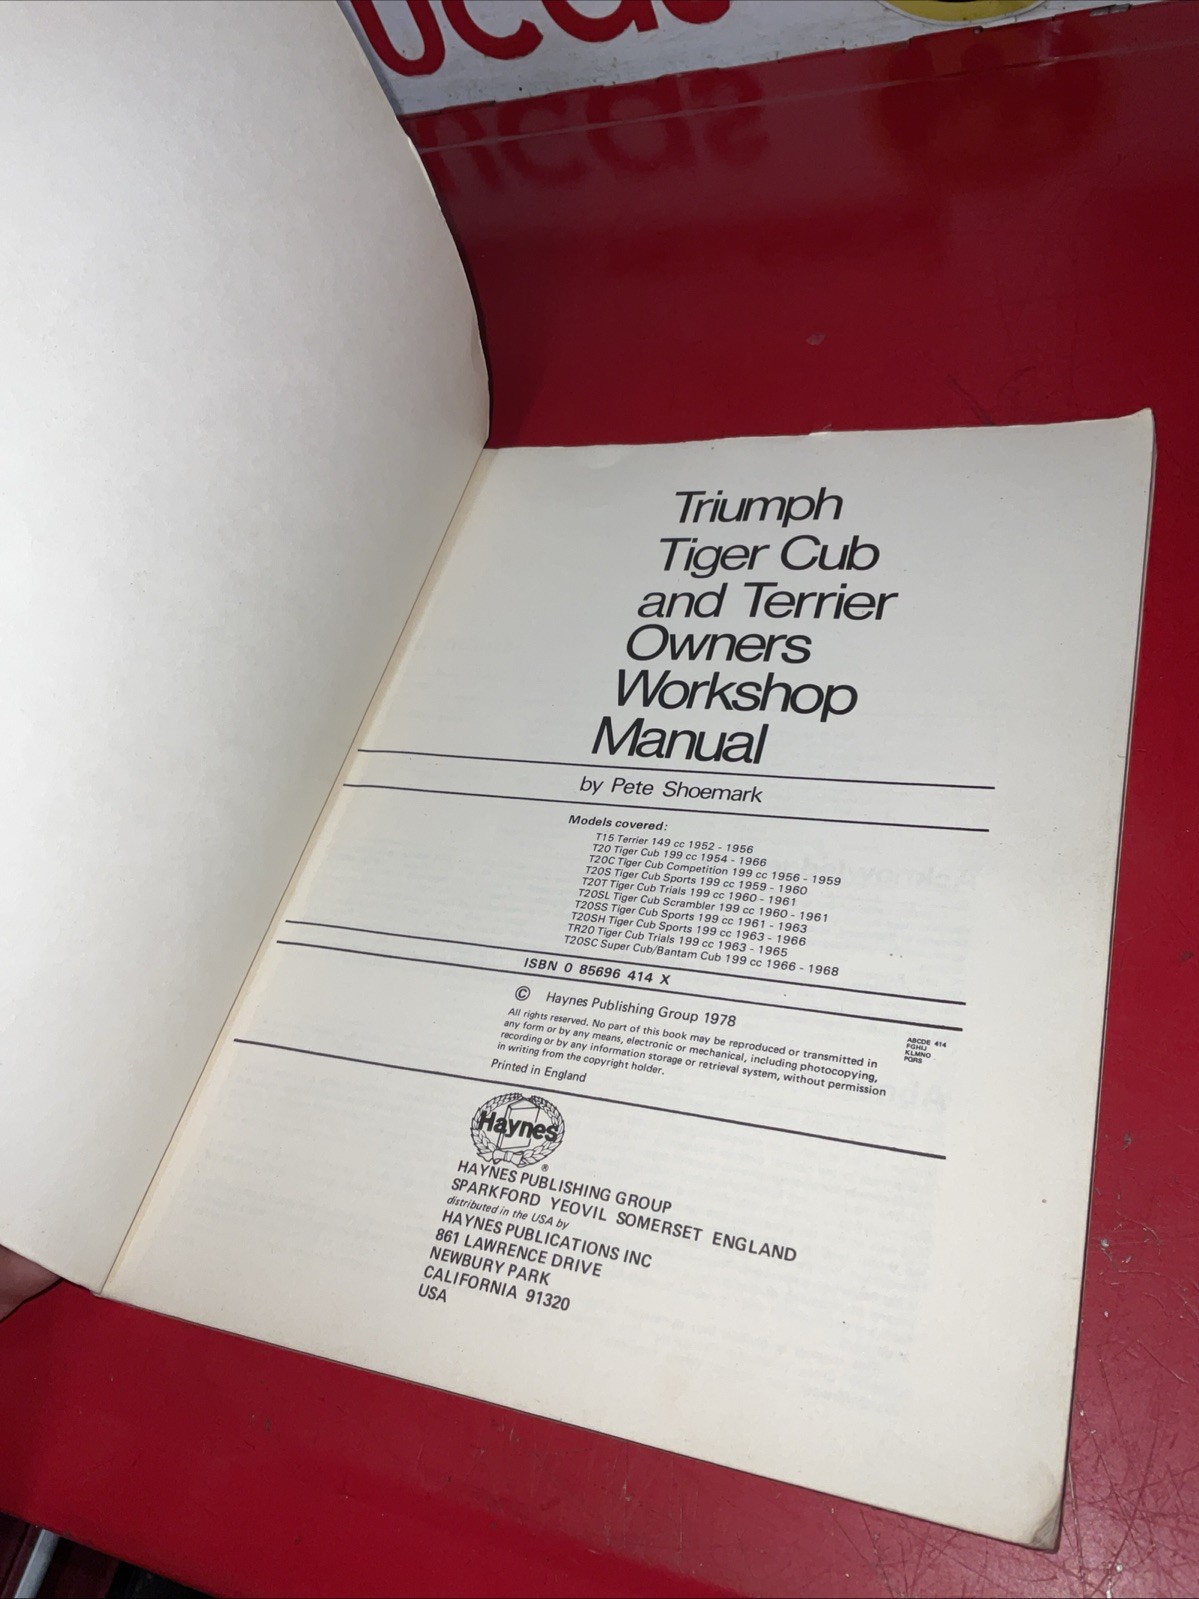 ucas
Triumph
Tiger Cub
and Terrier
Owners
Workshop
Manual
by Pete Shoemark
Models covered:
T15 Terrier 149 cc 1952 - 1956
T20 Tiger Cub 199 cc 1954 - 1966
T20C Tiger Cub Competition 199 cc 1956 - 1959
T20S Tiger Cub Sports 199 cc 1959 - 1960
T20T Tiger Cub Trials 199 cc 1960 - 1961
T20SL Tiger Cub Scrambler 199 cc 1960 - 1961
T20SS Tiger Cub Sports 199 cc 1961 - 1963
T20SH Tiger Cub Sports 199 cc 1963 - 1966
TR20 Tiger Cub Trials 199 cc 1963 - 1965
T20SC Super Cub/Bantam Cub 199 cc 1966 - 1968
ISBN 0 85696 414 X
© Haynes Publishing Group 1978
All rights reserved. No part of this book may be reproduced or transmitted in
any form or by any means, electronic or mechanical, including photocopying,
recording or by any information storage or retrieval system, without permission
in writing from the copyright holder.
Printed in England
ABCDE 414
FGHIJ
KLMNO
PQRS
Haynes
®
HAYNES PUBLISHING GROUP
SPARKFORD YEOVIL SOMERSET ENGLAND
distributed in the USA by
HAYNES PUBLICATIONS INC
861 LAWRENCE DRIVE
NEWBURY PARK
CALIFORNIA 91320
USA